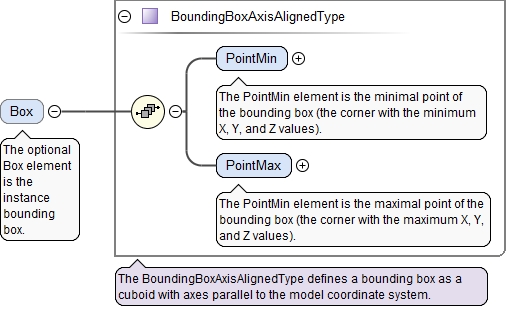 BoundingBoxAxisAlignedType
PointMin
The PointMin element is the minimal point of
the bounding box (the corner with the minimum
X, Y, and Z values).
Box
The optional
Box element
is the
instance
bounding
box.
PointMax
The PointMin element is the maximal point of the
bounding box (the corner with the maximum X, Y,
and Z values).
The BoundingBoxAxisAlignedType defines a bounding box as a
cuboid with axes parallel to the model coordinate system.